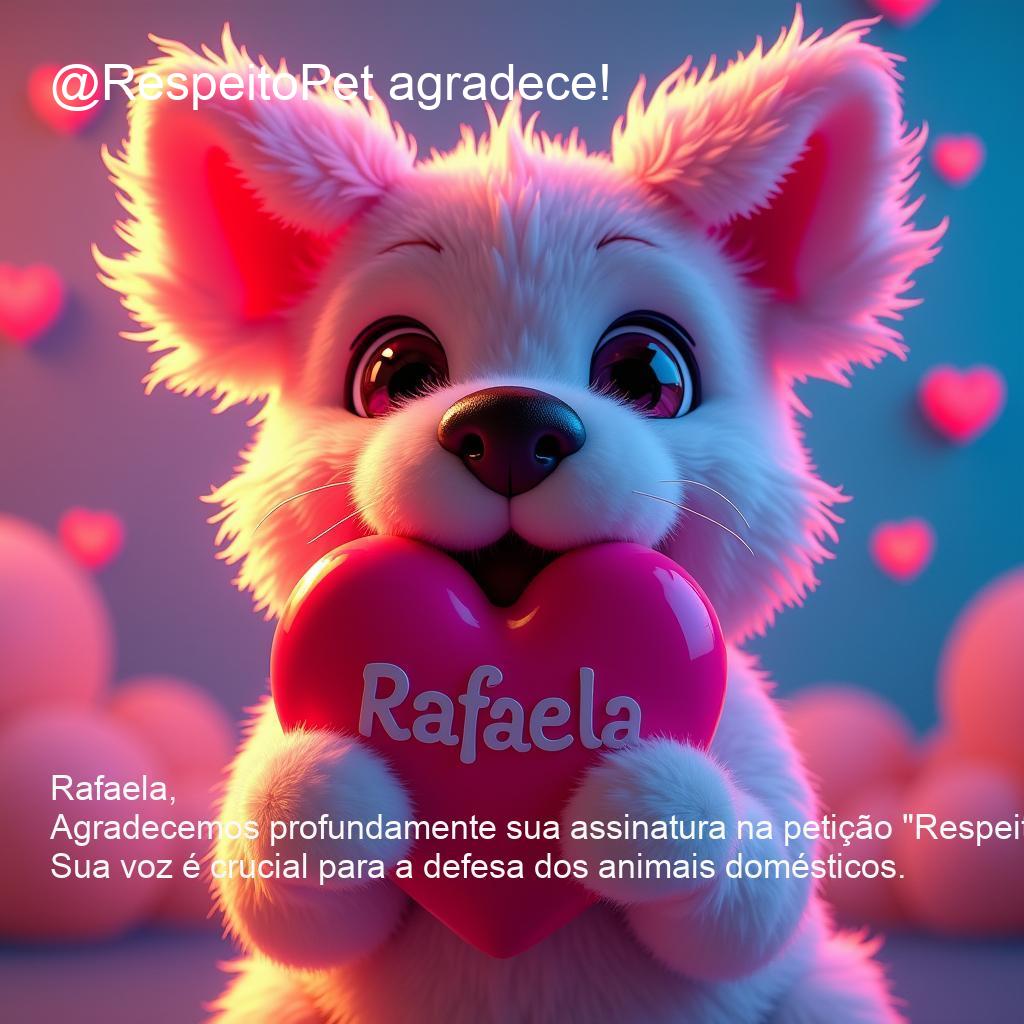 @RespeitoPet agradece!
Rafaela
Rafaela,
Agradecemos profundamente sua assinatura na petição "Respeit
Sua voz é crucial para a defesa dos animais domésticos.